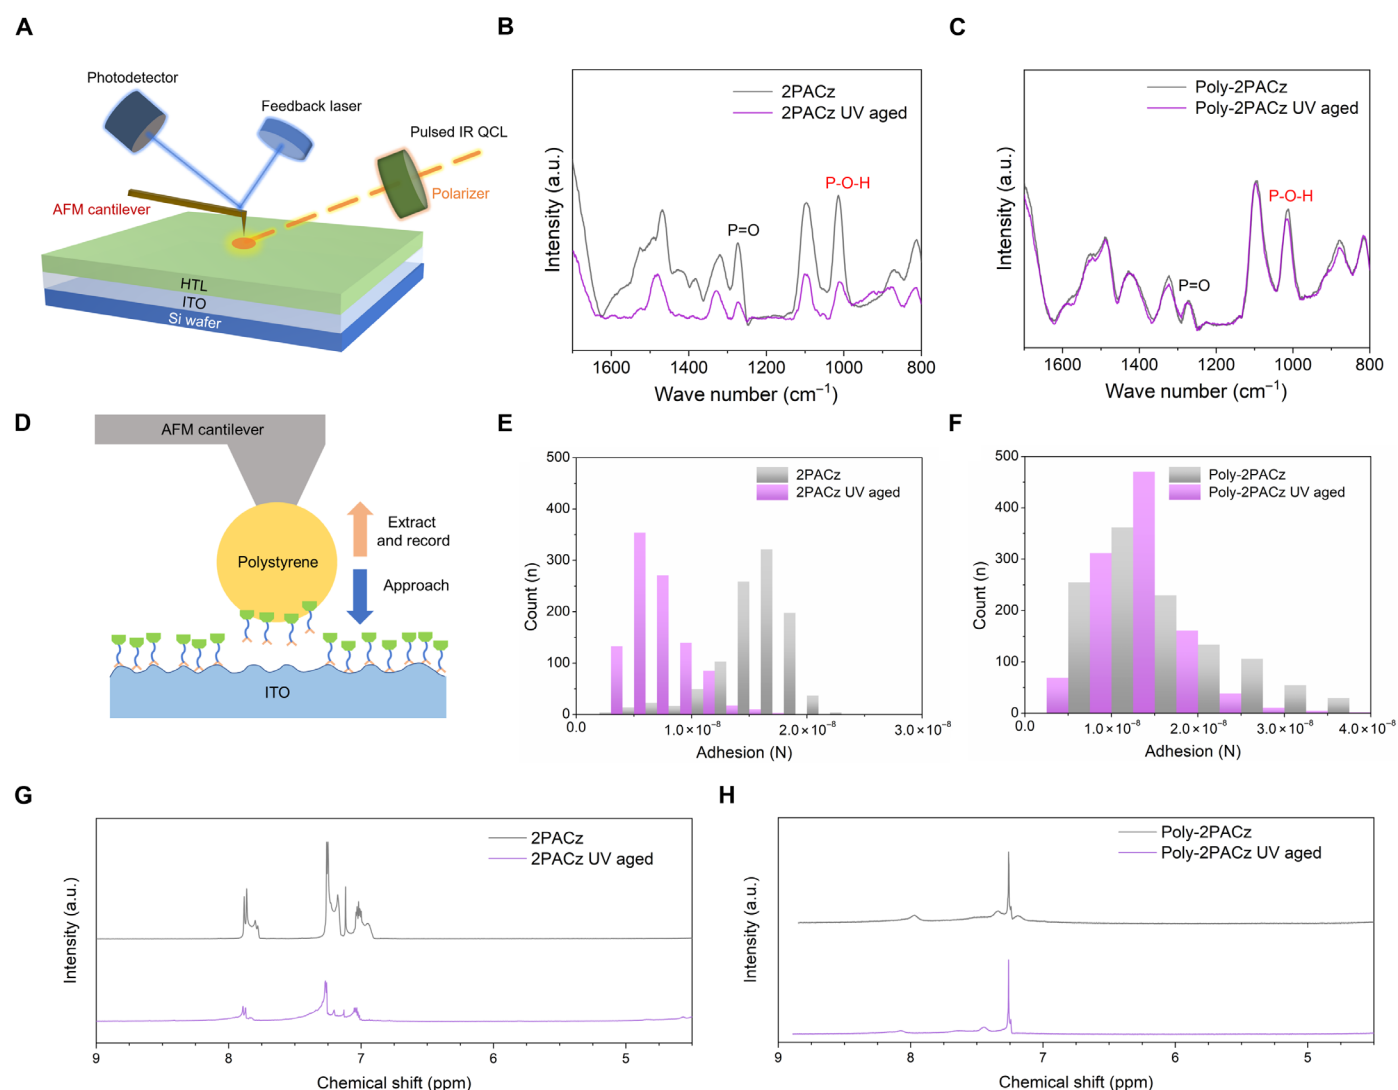 A
Photodetector
Feedback laser
Pulsed IR QCL
Polarizer
AFM cantilever
HTL
ITO
Si wafer
B
2PACz
2PACz UV aged
P-O-H
P=O
Intensity (a.u.)
1600 1400 1200 1000 800
Wave number (cm⁻¹)
C
Poly-2PACz
Poly-2PACz UV aged
P-O-H
P=O
Intensity (a.u.)
1600 1400 1200 1000 800
Wave number (cm⁻¹)
D
AFM cantilever
Polystyrene
Extract
and record
Approach
ITO
E
500
400
300
200
100
0
Count (n)
2PACz
2PACz UV aged
0.0 1.0×10⁻⁸ 2.0×10⁻⁸ 3.0×10⁻⁸
Adhesion (N)
F
500
400
300
200
100
0
Count (n)
Poly-2PACz
Poly-2PACz UV aged
0.0 1.0×10⁻⁸ 2.0×10⁻⁸ 3.0×10⁻⁸ 4.0×10⁻⁸
Adhesion (N)
G
2PACz
2PACz UV aged
Intensity (a.u.)
9 8 7 6 5
Chemical shift (ppm)
H
Poly-2PACz
Poly-2PACz UV aged
Intensity (a.u.)
9 8 7 6 5
Chemical shift (ppm)